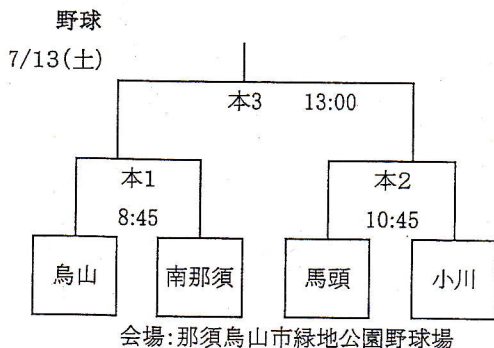 野球
7/13(土)
本3 13:00
本1 本2
8:45 10:45
烏山 南那須 馬頭 小川
会場:那須烏山市緑地公園野球場